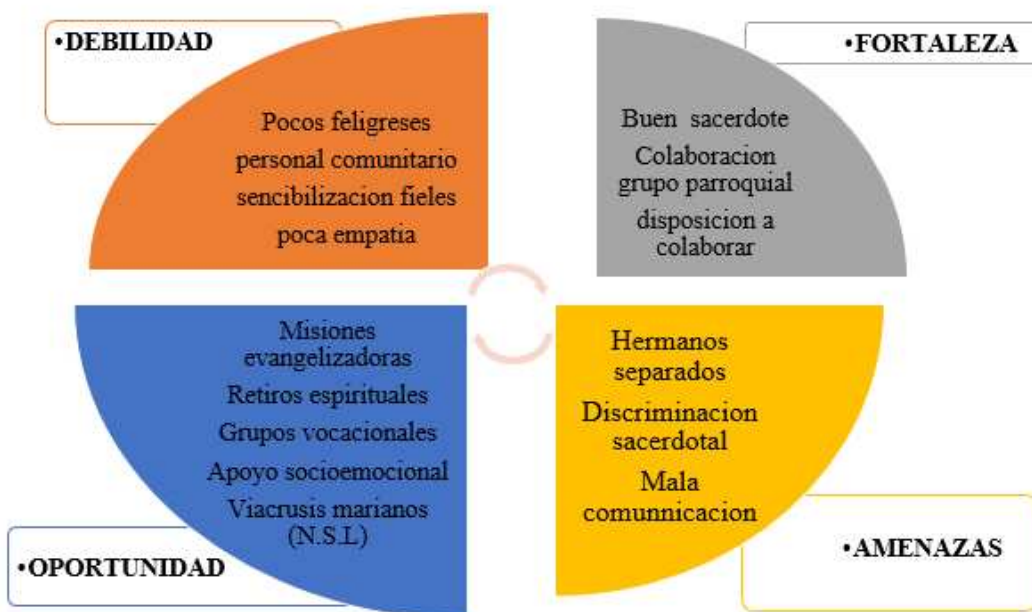 •DEBILIDAD
Pocos feligreses
personal comunitario
sencibilizacion fieles
poca empatia
•FORTALEZA
Buen sacerdote
Colaboracion
grupo parroquial
disposicion a
colaborar
Misiones
evangelizadoras
Retiros espirituales
Grupos vocacionales
Apoyo socioemocional
Viacrusis marianos
(N.S.L)
•OPORTUNIDAD
Hermanos
separados
Discriminacion
sacerdotal
Mala
comunnicacion
•AMENAZAS